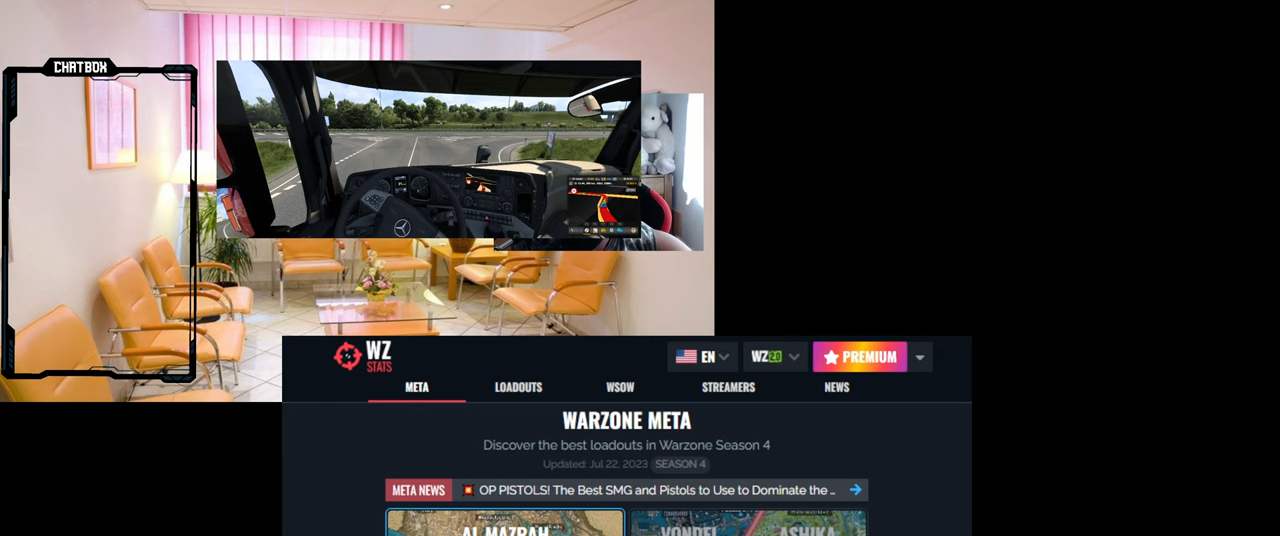 CHATBOX
WZ
STATS
EN
WZ 2.0
PREMIUM
META
LOADOUTS
WSOW
STREAMERS
NEWS
WARZONE META
Discover the best loadouts in Warzone Season 4
Updated: Jul 22, 2023 SEASON 4
META NEWS
OP PISTOLS! The Best SMG and Pistols to Use to Dominate the ...
AL MAZRAH
VONDEL
ASHIKA